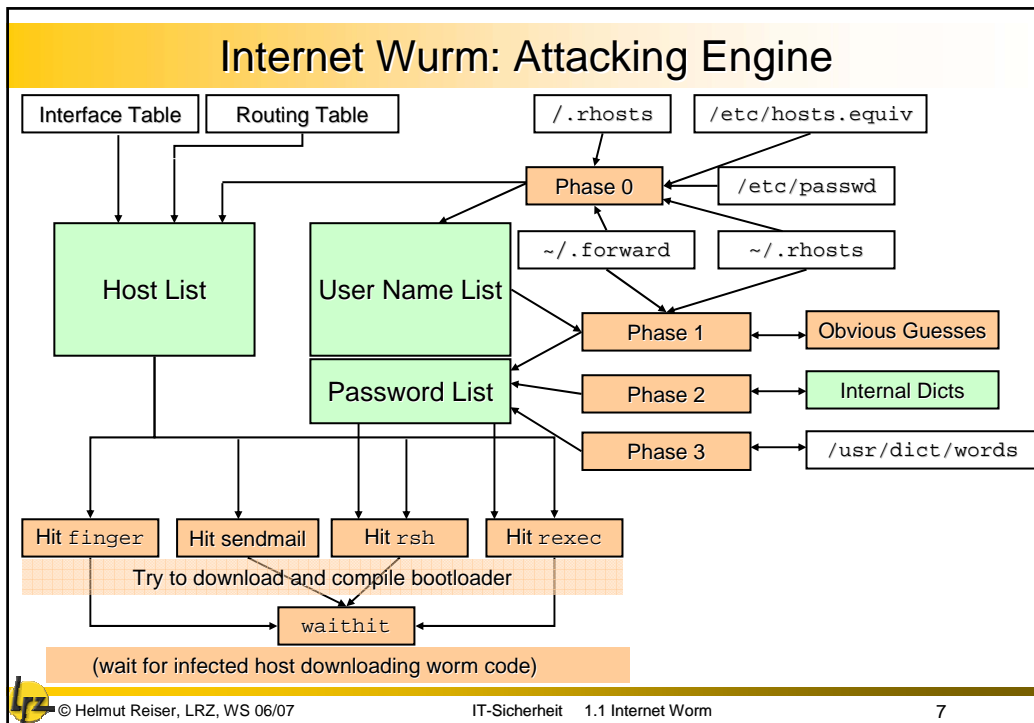 Internet Wurm: Attacking Engine
Interface Table
Routing Table
/.rhosts
/etc/hosts.equiv
Phase 0
/etc/passwd
~/.forward
~/.rhosts
Host List
User Name List
Phase 1
Obvious Guesses
Password List
Phase 2
Internal Dicts
Phase 3
/usr/dict/words
Hit finger
Hit sendmail
Hit rsh
Hit rexec
Try to download and compile bootloader
waithit
(wait for infected host downloading worm code)
lrz
© Helmut Reiser, LRZ, WS 06/07
IT-Sicherheit 1.1 Internet Worm
7